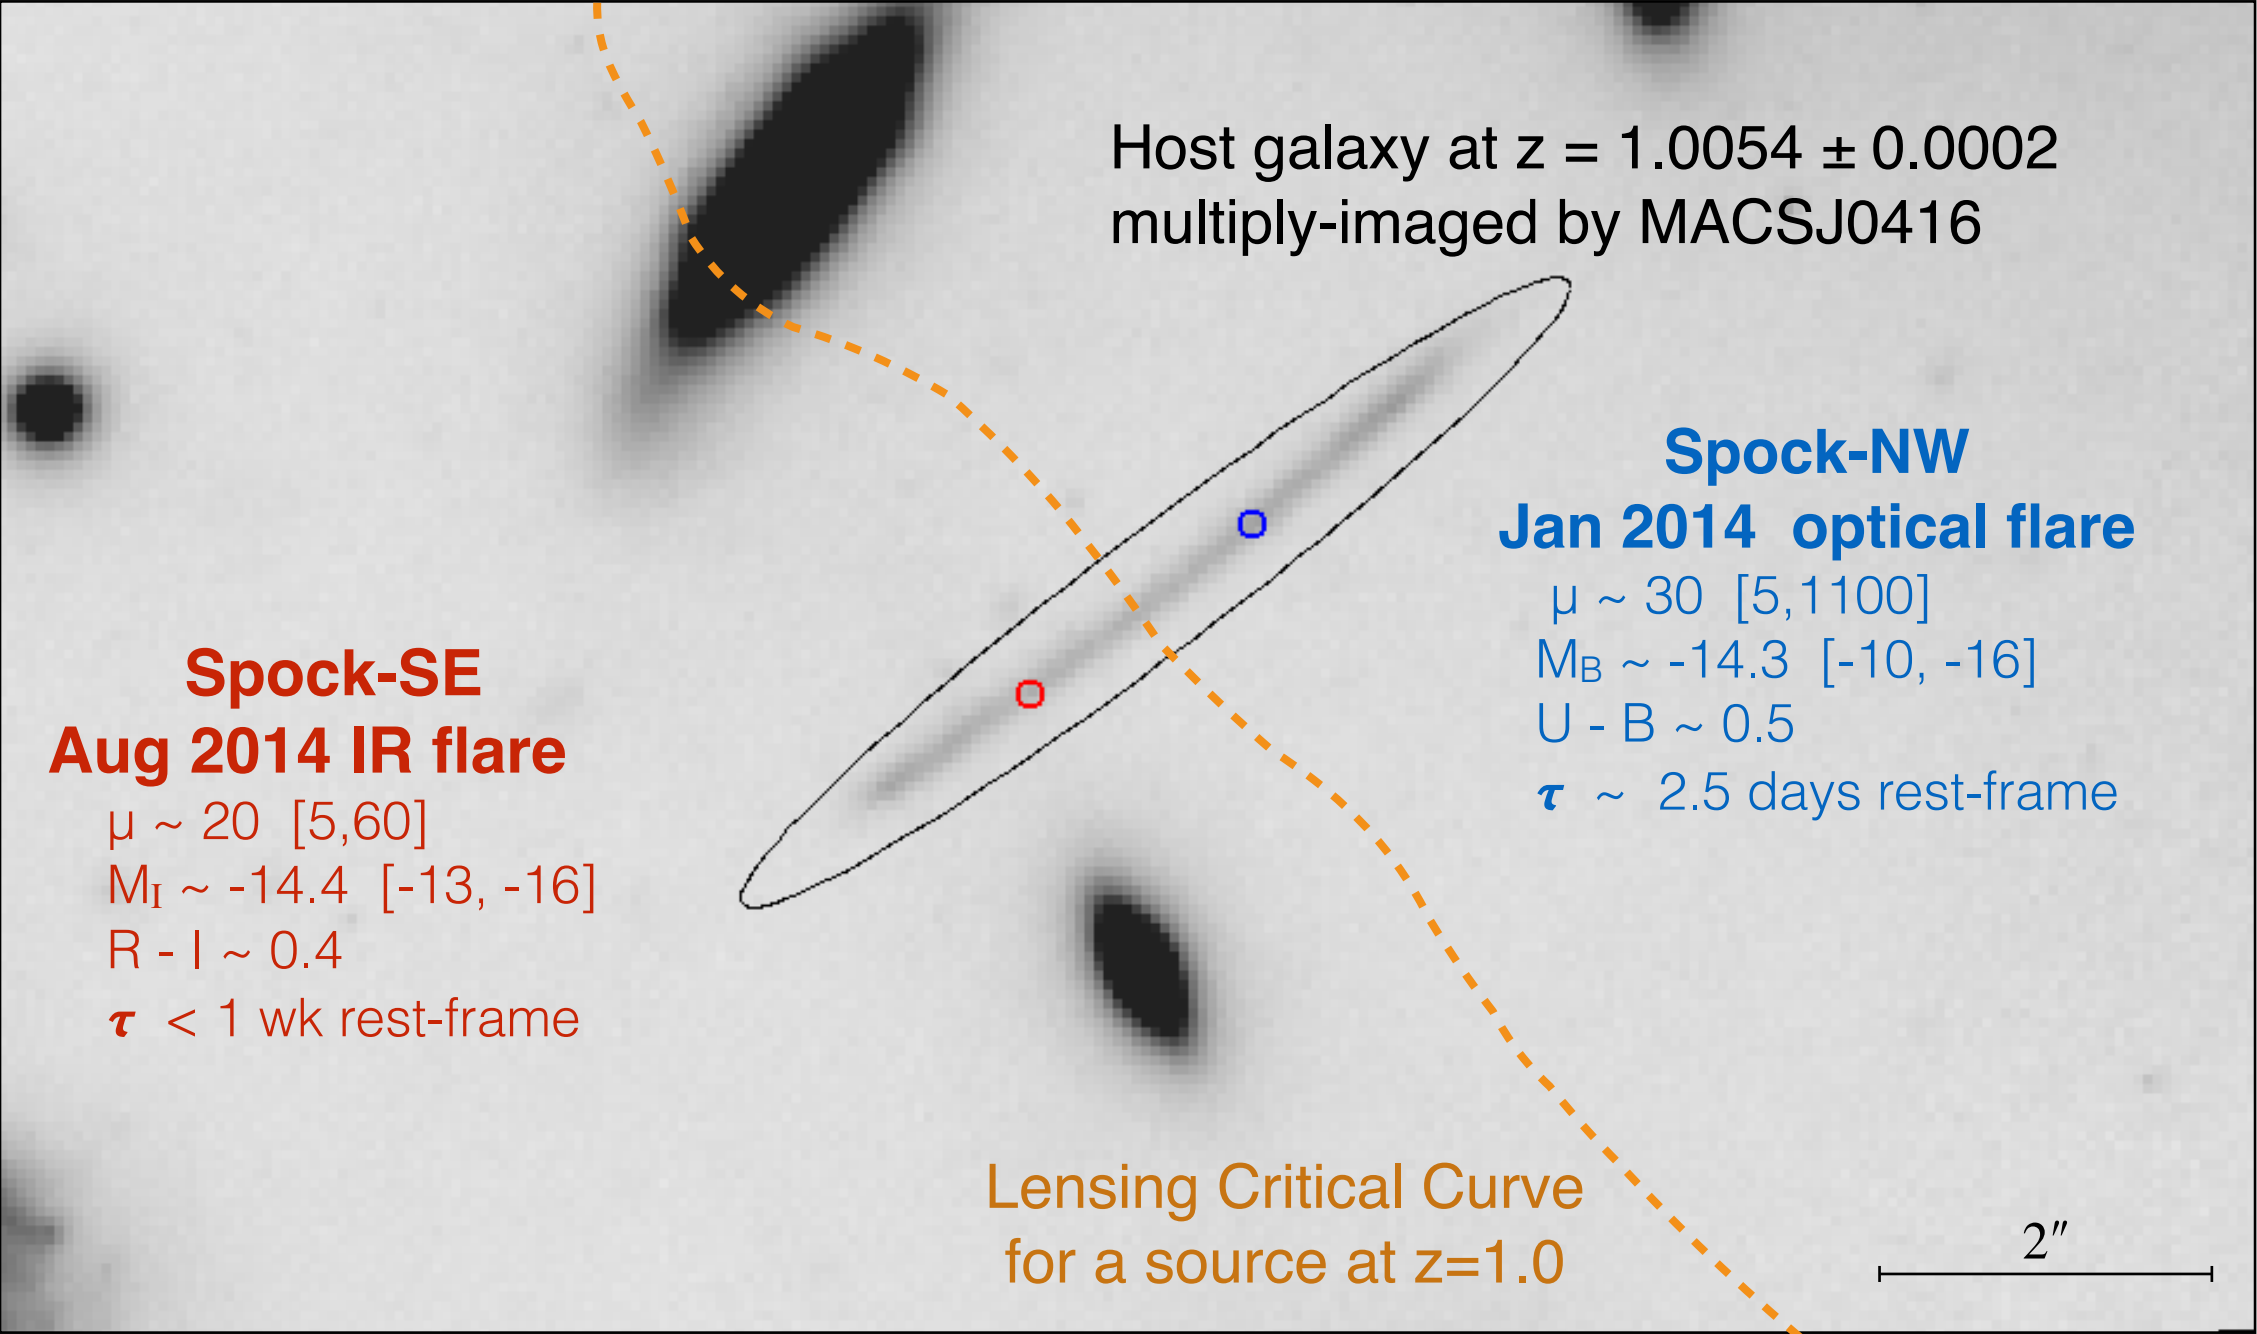 Host galaxy at z = 1.0054 ± 0.0002
multiply-imaged by MACSJ0416
Spock-NW
Jan 2014 optical flare
μ ~ 30 [5,1100]
M_B ~ -14.3 [-10, -16]
U - B ~ 0.5
τ ~ 2.5 days rest-frame
Spock-SE
Aug 2014 IR flare
μ ~ 20 [5,60]
M_I ~ -14.4 [-13, -16]
R - I ~ 0.4
τ < 1 wk rest-frame
Lensing Critical Curve
for a source at z=1.0
2″